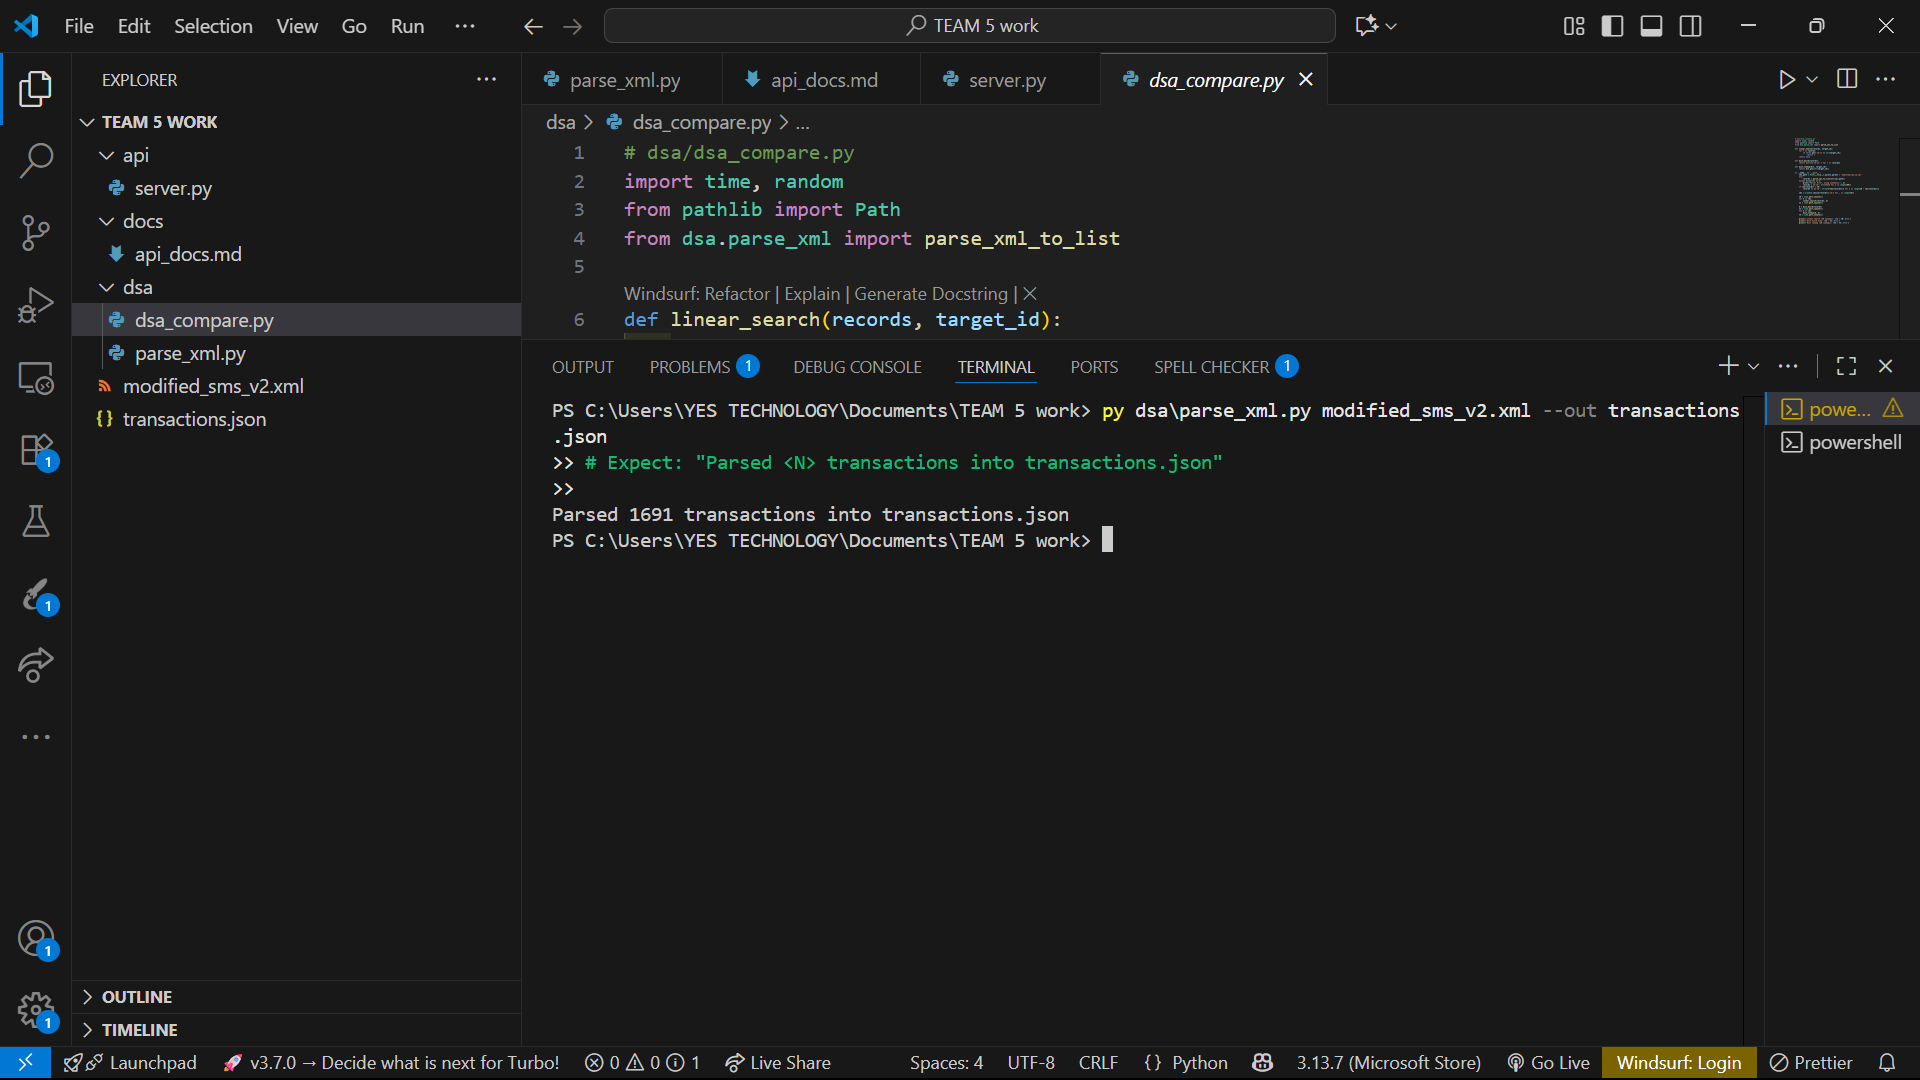 File Edit Selection View Go Run ···
TEAM 5 work
EXPLORER
TEAM 5 WORK
api
server.py
docs
api_docs.md
dsa
dsa_compare.py
parse_xml.py
modified_sms_v2.xml
{} transactions.json
OUTLINE
TIMELINE
parse_xml.py api_docs.md server.py dsa_compare.py
dsa > dsa_compare.py > ...
1 # dsa/dsa_compare.py
2 import time, random
3 from pathlib import Path
4 from dsa.parse_xml import parse_xml_to_list
5
Windsurf: Refactor | Explain | Generate Docstring | ✕
6 def linear_search(records, target_id):
OUTPUT PROBLEMS 1 DEBUG CONSOLE TERMINAL PORTS SPELL CHECKER 1
PS C:\Users\YES TECHNOLOGY\Documents\TEAM 5 work> py dsa\parse_xml.py modified_sms_v2.xml --out transactions
.json
>> # Expect: "Parsed <N> transactions into transactions.json"
>>
Parsed 1691 transactions into transactions.json
PS C:\Users\YES TECHNOLOGY\Documents\TEAM 5 work>
powe...
powershell
1
1
1
1
Launchpad 🚀 v3.7.0 → Decide what is next for Turbo! 0 0 1 Live Share Spaces: 4 UTF-8 CRLF {} Python 3.13.7 (Microsoft Store) Go Live Windsurf: Login Prettier